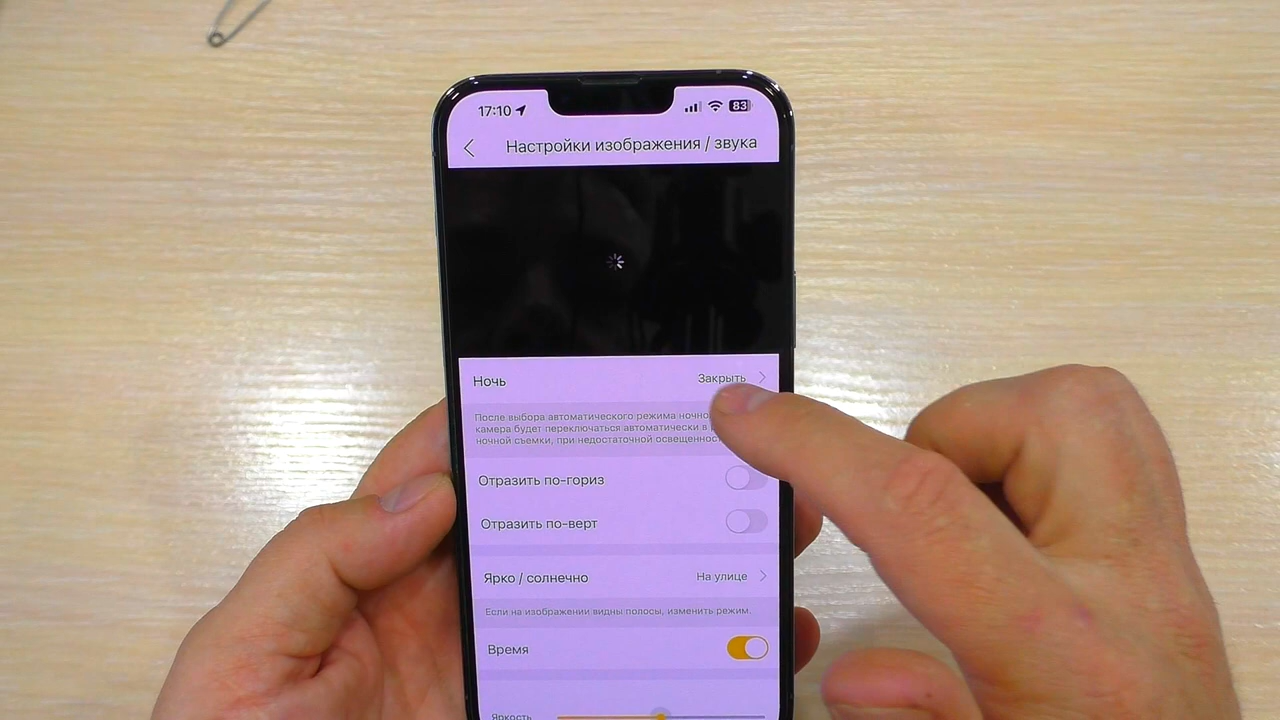 17:10
83
Настройки изображения / звука
Ночь
Закрыть
После выбора автоматического режима
камера будет переключаться автоматически в
ночной съемки, при недостаточной
Отразить по-гориз
Отразить по-верт
Ярко / солнечно
На улице
Если на изображении видны полосы, изменить режим.
Время
Яркость